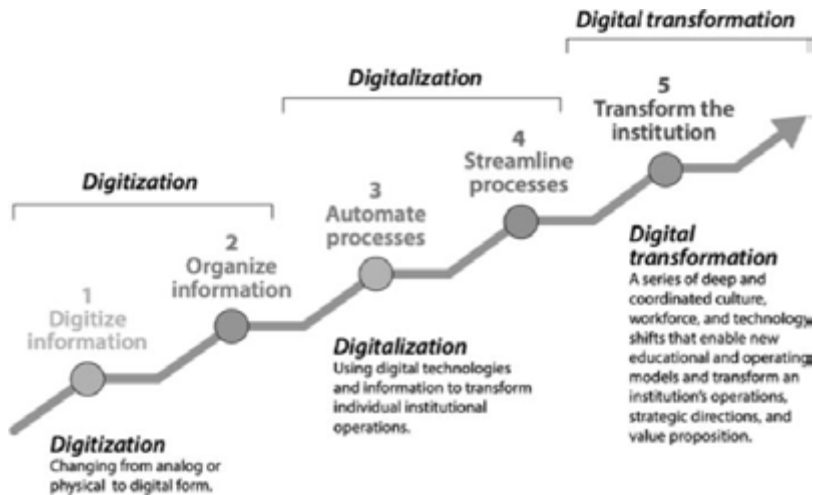 Digital transformation
Digitalization
Digitization
1
Digitize
information
2
Organize
information
3
Automate
processes
4
Streamline
processes
5
Transform the
institution
Digitization
Changing from analog or
physical to digital form.
Digitalization
Using digital technologies
and information to transform
individual institutional
operations.
Digital
transformation
A series of deep and
coordinated culture,
workforce, and technology
shifts that enable new
educational and operating
models and transform an
institution's operations,
strategic directions, and
value proposition.